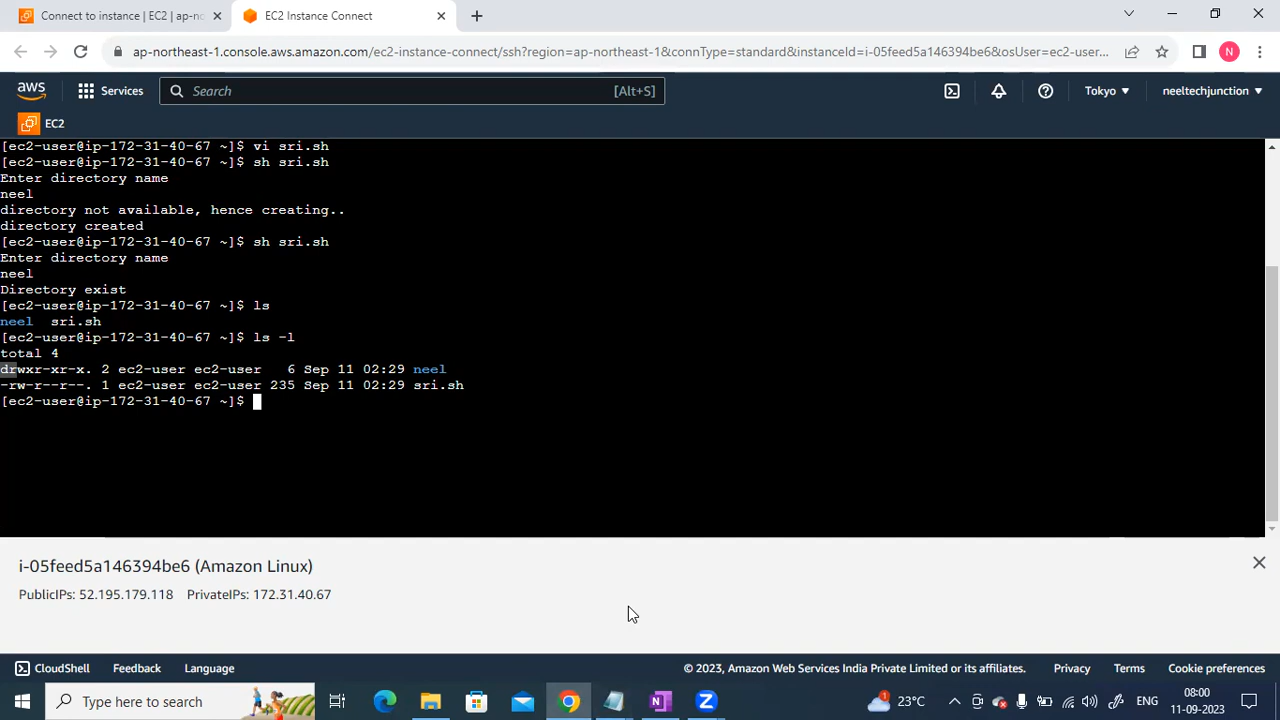 Connect to instance | EC2 | ap-n
EC2 Instance Connect
ap-northeast-1.console.aws.amazon.com/ec2-instance-connect/ssh?region=ap-northeast-1&connType=standard&instanceId=i-05feed5a146394be6&osUser=ec2-user...
N
aws
Services
Search
[Alt+S]
Tokyo
neeltechjunction
EC2
[ec2-user@ip-172-31-40-67 ~]$ vi sri.sh
[ec2-user@ip-172-31-40-67 ~]$ sh sri.sh
Enter directory name
neel
directory not available, hence creating..
directory created
[ec2-user@ip-172-31-40-67 ~]$ sh sri.sh
Enter directory name
neel
Directory exist
[ec2-user@ip-172-31-40-67 ~]$ ls
neel  sri.sh
[ec2-user@ip-172-31-40-67 ~]$ ls -l
total 4
drwxr-xr-x. 2 ec2-user ec2-user   6 Sep 11 02:29 neel
-rw-r--r--. 1 ec2-user ec2-user 235 Sep 11 02:29 sri.sh
[ec2-user@ip-172-31-40-67 ~]$
i-05feed5a146394be6 (Amazon Linux)
PublicIPs: 52.195.179.118    PrivateIPs: 172.31.40.67
CloudShell
Feedback
Language
© 2023, Amazon Web Services India Private Limited or its affiliates.
Privacy
Terms
Cookie preferences
Type here to search
23°C
ENG
08:00
11-09-2023